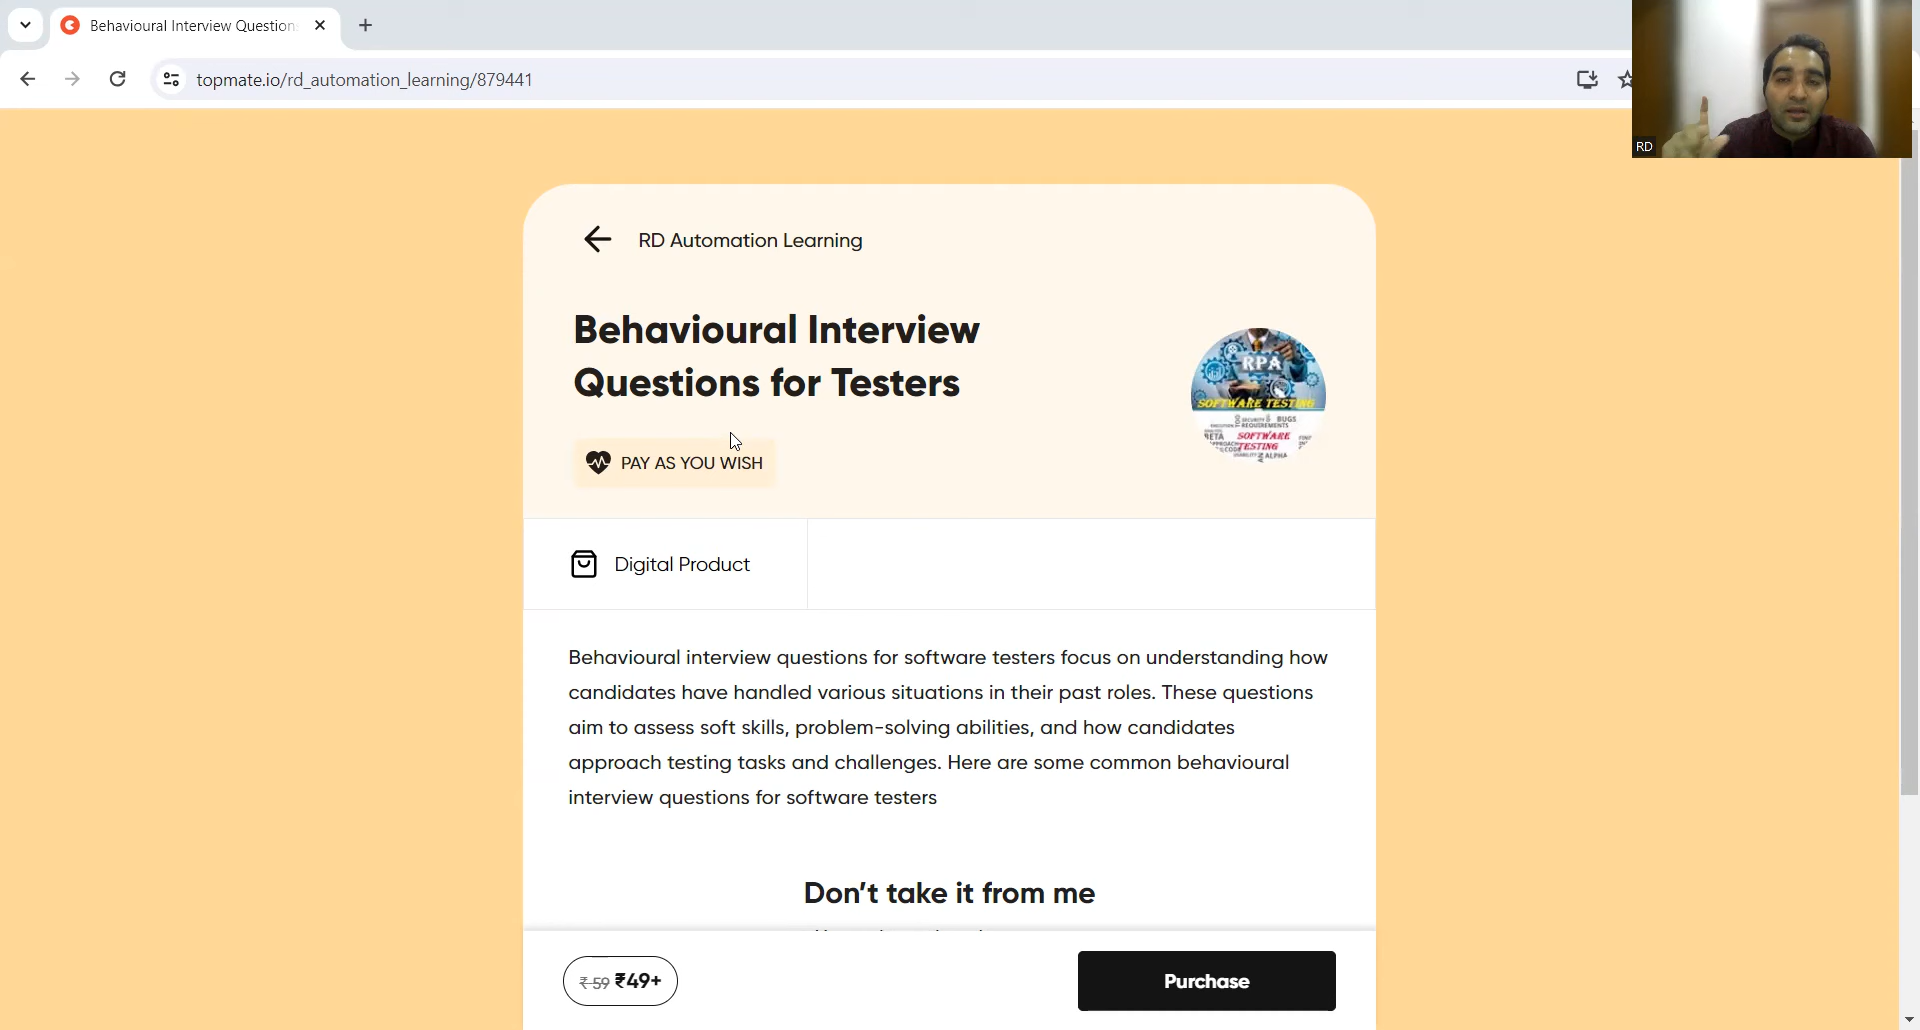 Behavioural Interview Question
topmate.io/rd_automation_learning/879441
RD
RD Automation Learning
Behavioural Interview
Questions for Testers
RPA
SOFTWARE TESTING
BUGS
REQUIREMENTS
BETA
SOFTWARE
TESTING
CODE
ALPHA
PAY AS YOU WISH
Digital Product
Behavioural interview questions for software testers focus on understanding how
candidates have handled various situations in their past roles. These questions
aim to assess soft skills, problem-solving abilities, and how candidates
approach testing tasks and challenges. Here are some common behavioural
interview questions for software testers
Don't take it from me
₹ 59 ₹49+
Purchase